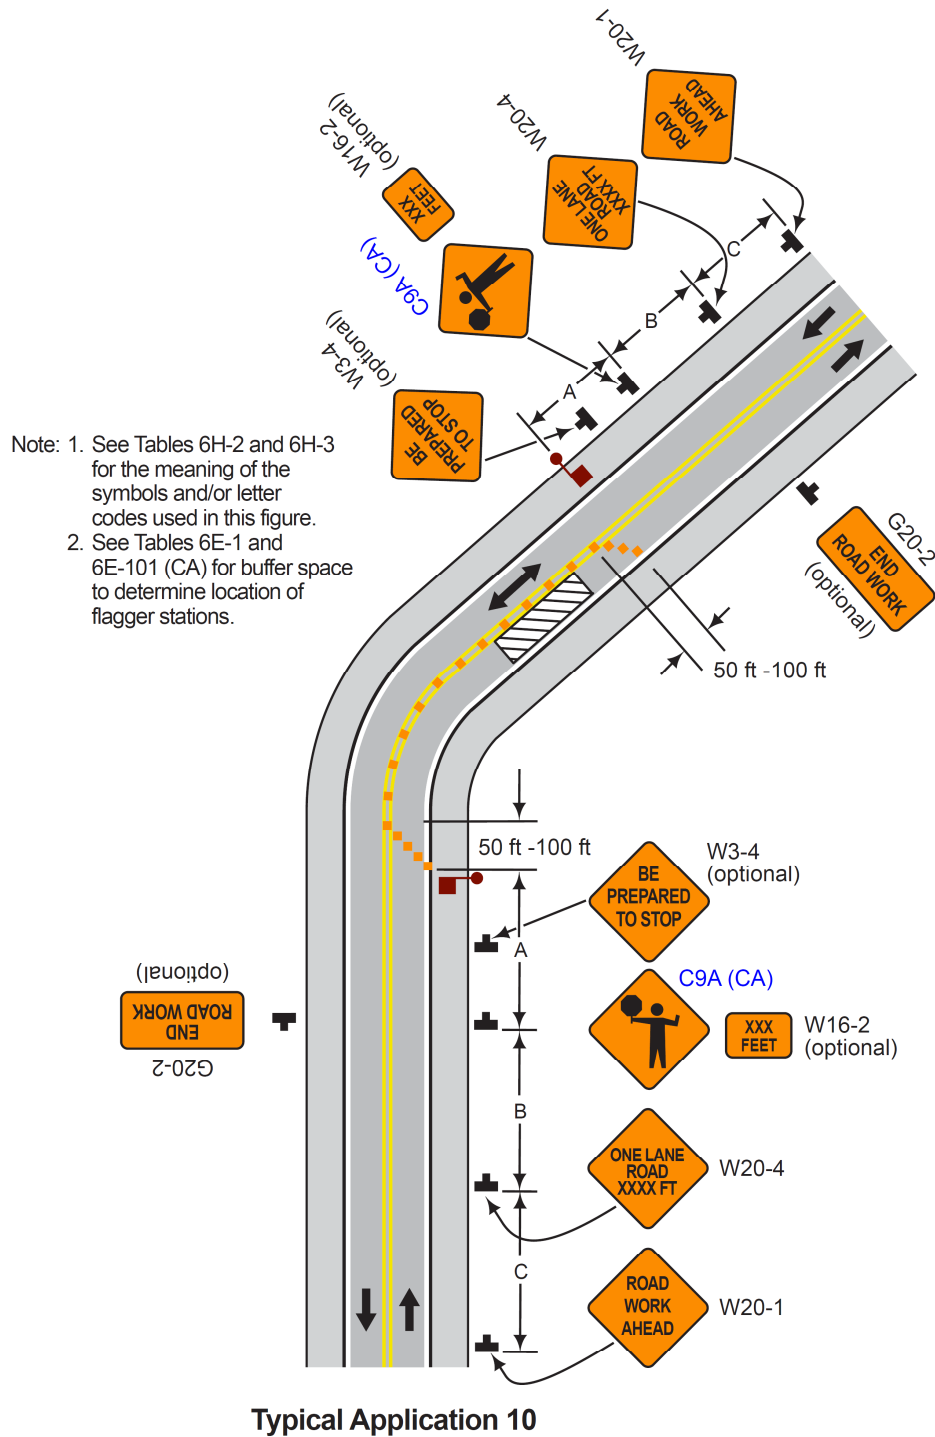 W20-1
ROAD
WORK
AHEAD
W20-4
ONE LANE
ROAD
XXXX FT
W16-2
(optional)
XXX
FEET
C9A (CA)
C
B
A
W3-4
(optional)
BE
PREPARED
TO STOP
Note: 1. See Tables 6H-2 and 6H-3
for the meaning of the
symbols and/or letter
codes used in this figure.
2. See Tables 6E-1 and
6E-101 (CA) for buffer space
to determine location of
flagger stations.
G20-2
END
ROAD WORK
(optional)
50 ft -100 ft
50 ft -100 ft
BE
PREPARED
TO STOP
W3-4
(optional)
A
C9A (CA)
XXX
FEET
W16-2
(optional)
G20-2
END
ROAD WORK
(optional)
B
ONE LANE
ROAD
XXXX FT
W20-4
C
ROAD
WORK
AHEAD
W20-1
Typical Application 10